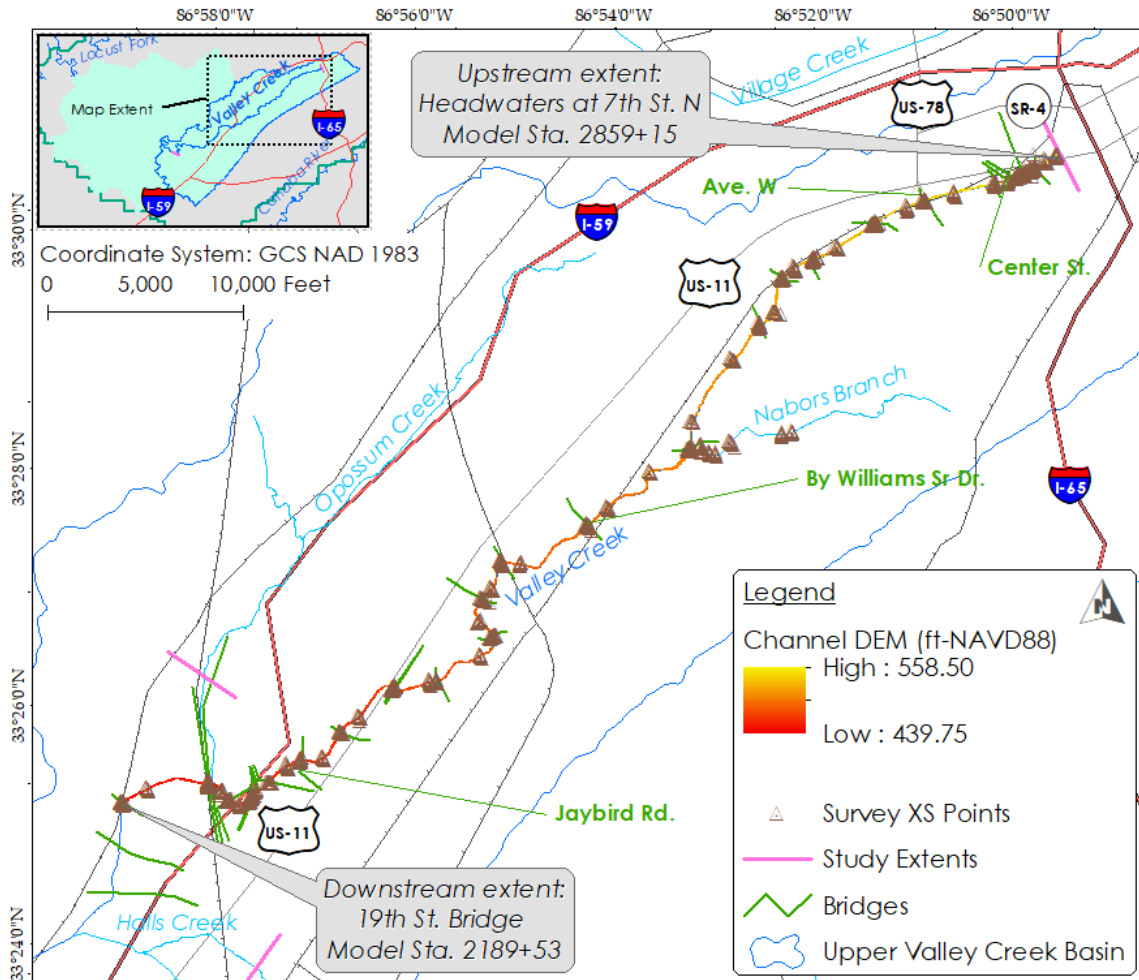 86°58'0"W
86°56'0"W
86°54'0"W
86°52'0"W
86°50'0"W
Locust Fork
Map Extent
Valley Creek
I-65
I-59
Coordinate System: GCS NAD 1983
0 5,000 10,000 Feet
Upstream extent:
Headwaters at 7th St. N
Model Sta. 2859+15
Village Creek
US-78
SR-4
Ave. W
Center St.
I-59
US-11
33°30'0"N
Opossum Creek
Nabors Branch
33°28'0"N
I-65
By Williams Sr Dr.
Valley Creek
33°26'0"N
Jaybird Rd.
US-11
Downstream extent:
19th St. Bridge
Model Sta. 2189+53
Halls Creek
33°24'0"N
Legend
N
Channel DEM (ft-NAVD88)
High : 558.50
Low : 439.75
Survey XS Points
Study Extents
Bridges
Upper Valley Creek Basin